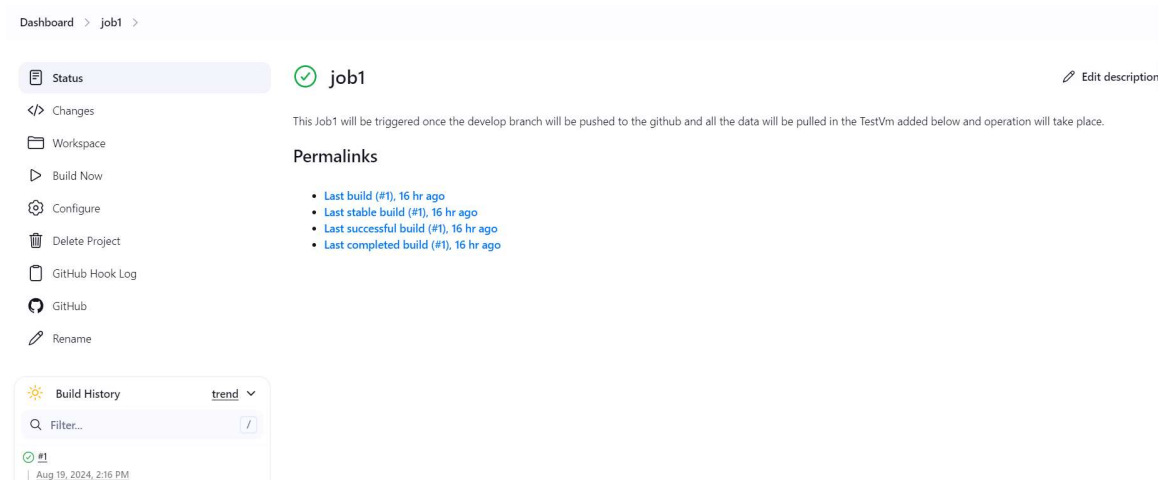 Dashboard > job1 >
Status
</> Changes
Workspace
Build Now
Configure
Delete Project
GitHub Hook Log
GitHub
Rename
Build History trend
Filter... /
#1
Aug 19, 2024, 2:16 PM
job1
Edit description
This Job1 will be triggered once the develop branch will be pushed to the github and all the data will be pulled in the TestVm added below and operation will take place.
Permalinks
• Last build (#1), 16 hr ago
• Last stable build (#1), 16 hr ago
• Last successful build (#1), 16 hr ago
• Last completed build (#1), 16 hr ago